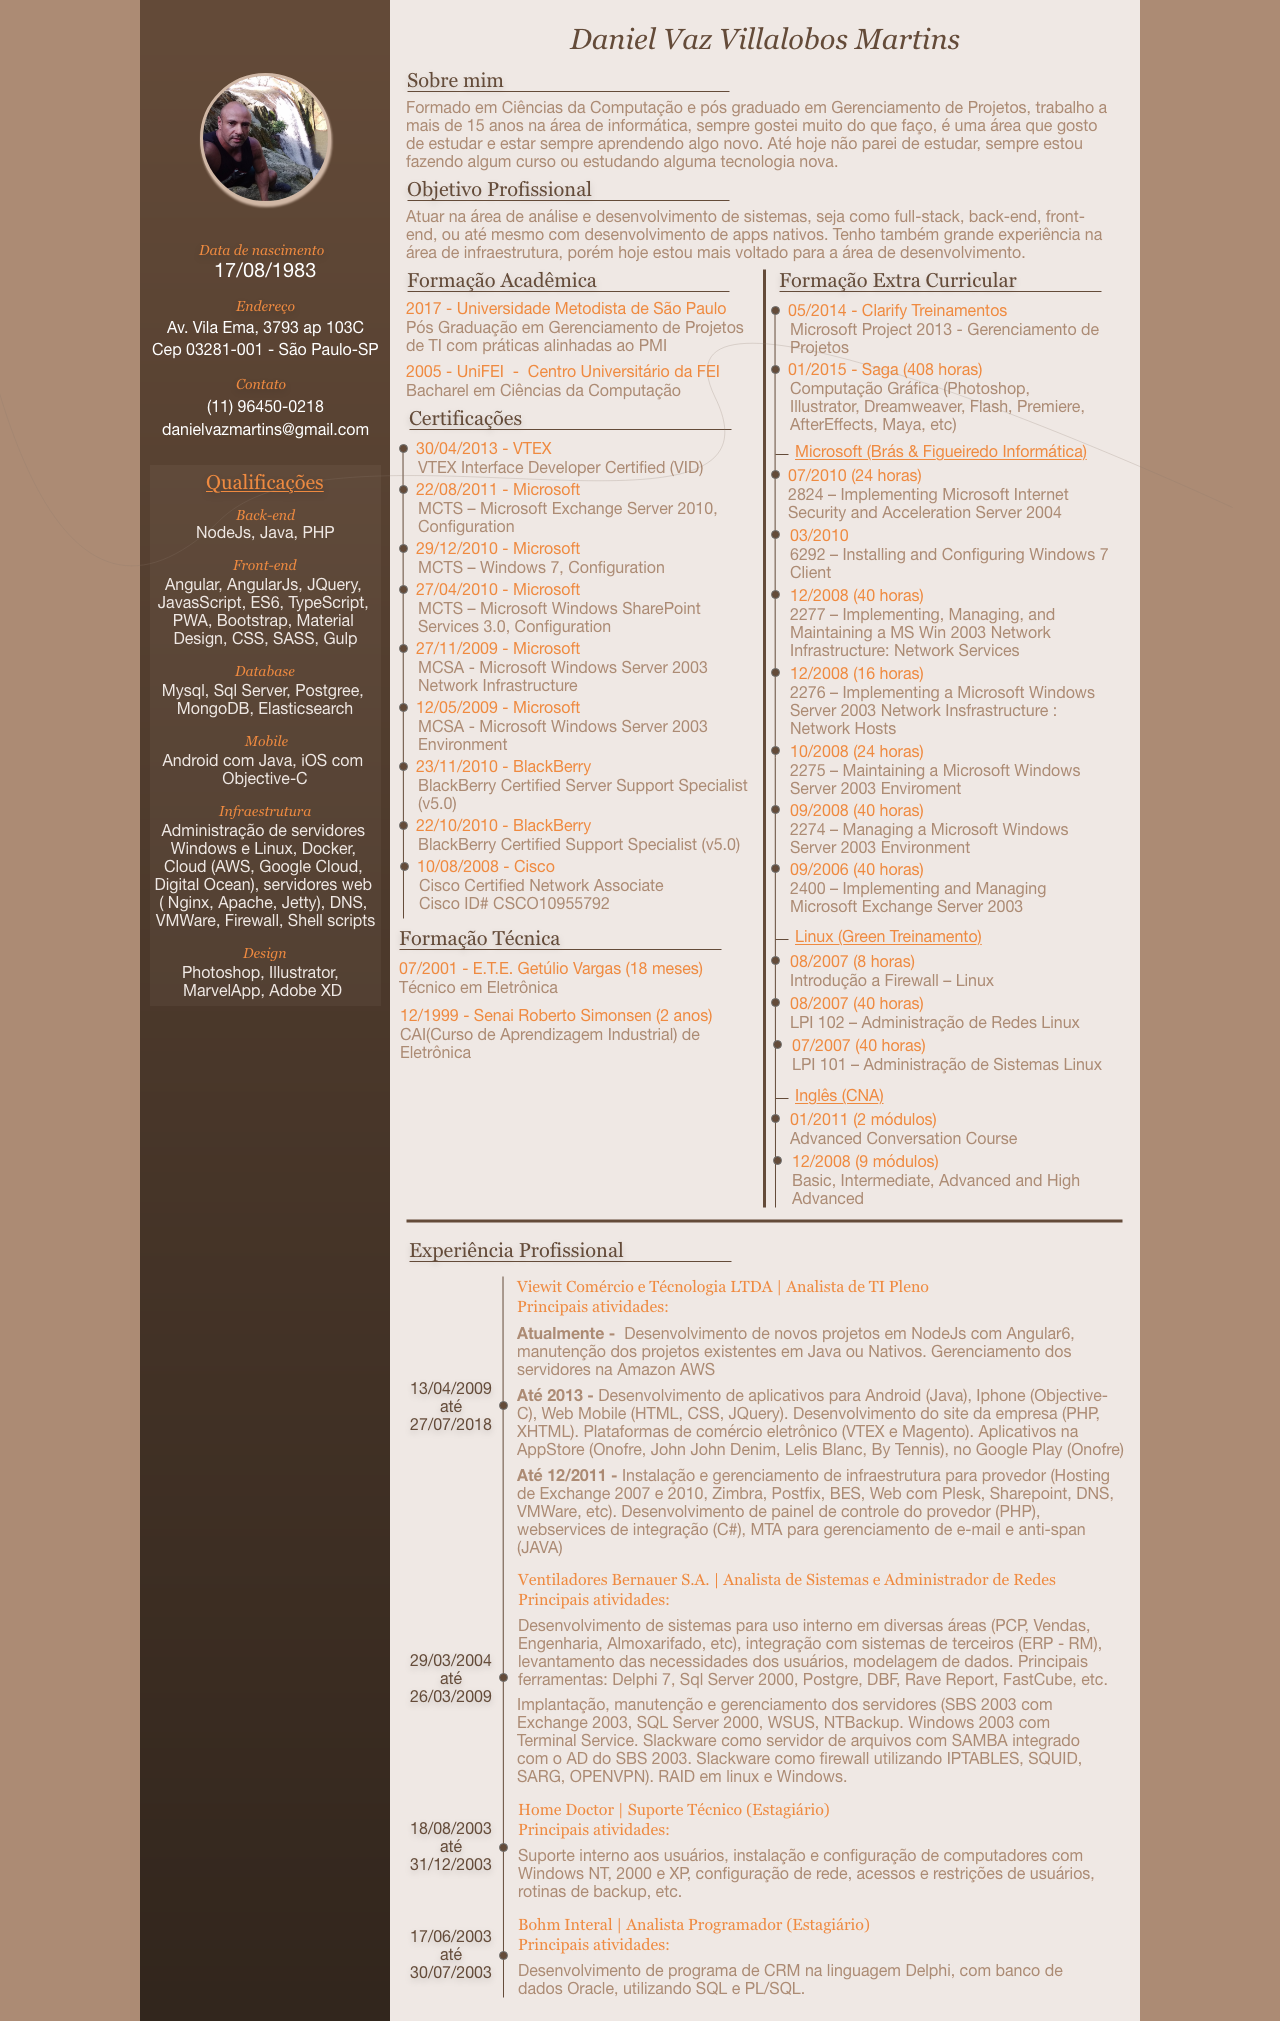 Daniel Vaz Villalobos Martins
Data de nascimento
17/08/1983
Endereço
Av. Vila Ema, 3793 ap 103C
Cep 03281-001 - São Paulo-SP
Contato
(11) 96450-0218
danielvazmartins@gmail.com
Qualificações
Back-end
NodeJs, Java, PHP
Front-end
Angular, AngularJs, JQuery,
JavasScript, ES6, TypeScript,
PWA, Bootstrap, Material
Design, CSS, SASS, Gulp
Database
Mysql, Sql Server, Postgree,
MongoDB, Elasticsearch
Mobile
Android com Java, iOS com
Objective-C
Infraestrutura
Administração de servidores
Windows e Linux, Docker,
Cloud (AWS, Google Cloud,
Digital Ocean), servidores web
( Nginx, Apache, Jetty), DNS,
VMWare, Firewall, Shell scripts
Design
Photoshop, Illustrator,
MarvelApp, Adobe XD
Sobre mim
Formado em Ciências da Computação e pós graduado em Gerenciamento de Projetos, trabalho a
mais de 15 anos na área de informática, sempre gostei muito do que faço, é uma área que gosto
de estudar e estar sempre aprendendo algo novo. Até hoje não parei de estudar, sempre estou
fazendo algum curso ou estudando alguma tecnologia nova.
Objetivo Profissional
Atuar na área de análise e desenvolvimento de sistemas, seja como full-stack, back-end, front-
end, ou até mesmo com desenvolvimento de apps nativos. Tenho também grande experiência na
área de infraestrutura, porém hoje estou mais voltado para a área de desenvolvimento.
Formação Acadêmica
2017 - Universidade Metodista de São Paulo
Pós Graduação em Gerenciamento de Projetos
de TI com práticas alinhadas ao PMI
2005 - UniFEI - Centro Universitário da FEI
Bacharel em Ciências da Computação
Certificações
30/04/2013 - VTEX
VTEX Interface Developer Certified (VID)
22/08/2011 - Microsoft
MCTS – Microsoft Exchange Server 2010,
Configuration
29/12/2010 - Microsoft
MCTS – Windows 7, Configuration
27/04/2010 - Microsoft
MCTS – Microsoft Windows SharePoint
Services 3.0, Configuration
27/11/2009 - Microsoft
MCSA - Microsoft Windows Server 2003
Network Infrastructure
12/05/2009 - Microsoft
MCSA - Microsoft Windows Server 2003
Environment
23/11/2010 - BlackBerry
BlackBerry Certified Server Support Specialist
(v5.0)
22/10/2010 - BlackBerry
BlackBerry Certified Support Specialist (v5.0)
10/08/2008 - Cisco
Cisco Certified Network Associate
Cisco ID# CSCO10955792
Formação Técnica
07/2001 - E.T.E. Getúlio Vargas (18 meses)
Técnico em Eletrônica
12/1999 - Senai Roberto Simonsen (2 anos)
CAI(Curso de Aprendizagem Industrial) de
Eletrônica
Formação Extra Curricular
05/2014 - Clarify Treinamentos
Microsoft Project 2013 - Gerenciamento de
Projetos
01/2015 - Saga (408 horas)
Computação Gráfica (Photoshop,
Illustrator, Dreamweaver, Flash, Premiere,
AfterEffects, Maya, etc)
Microsoft (Brás & Figueiredo Informática)
07/2010 (24 horas)
2824 – Implementing Microsoft Internet
Security and Acceleration Server 2004
03/2010
6292 – Installing and Configuring Windows 7
Client
12/2008 (40 horas)
2277 – Implementing, Managing, and
Maintaining a MS Win 2003 Network
Infrastructure: Network Services
12/2008 (16 horas)
2276 – Implementing a Microsoft Windows
Server 2003 Network Insfrastructure :
Network Hosts
10/2008 (24 horas)
2275 – Maintaining a Microsoft Windows
Server 2003 Enviroment
09/2008 (40 horas)
2274 – Managing a Microsoft Windows
Server 2003 Environment
09/2006 (40 horas)
2400 – Implementing and Managing
Microsoft Exchange Server 2003
Linux (Green Treinamento)
08/2007 (8 horas)
Introdução a Firewall – Linux
08/2007 (40 horas)
LPI 102 – Administração de Redes Linux
07/2007 (40 horas)
LPI 101 – Administração de Sistemas Linux
Inglês (CNA)
01/2011 (2 módulos)
Advanced Conversation Course
12/2008 (9 módulos)
Basic, Intermediate, Advanced and High
Advanced
Experiência Profissional
13/04/2009
até
27/07/2018
Viewit Comércio e Técnologia LTDA | Analista de TI Pleno
Principais atividades:
Atualmente - Desenvolvimento de novos projetos em NodeJs com Angular6,
manutenção dos projetos existentes em Java ou Nativos. Gerenciamento dos
servidores na Amazon AWS
Até 2013 - Desenvolvimento de aplicativos para Android (Java), Iphone (Objective-
C), Web Mobile (HTML, CSS, JQuery). Desenvolvimento do site da empresa (PHP,
XHTML). Plataformas de comércio eletrônico (VTEX e Magento). Aplicativos na
AppStore (Onofre, John John Denim, Lelis Blanc, By Tennis), no Google Play (Onofre)
Até 12/2011 - Instalação e gerenciamento de infraestrutura para provedor (Hosting
de Exchange 2007 e 2010, Zimbra, Postfix, BES, Web com Plesk, Sharepoint, DNS,
VMWare, etc). Desenvolvimento de painel de controle do provedor (PHP),
webservices de integração (C#), MTA para gerenciamento de e-mail e anti-span
(JAVA)
29/03/2004
até
26/03/2009
Ventiladores Bernauer S.A. | Analista de Sistemas e Administrador de Redes
Principais atividades:
Desenvolvimento de sistemas para uso interno em diversas áreas (PCP, Vendas,
Engenharia, Almoxarifado, etc), integração com sistemas de terceiros (ERP - RM),
levantamento das necessidades dos usuários, modelagem de dados. Principais
ferramentas: Delphi 7, Sql Server 2000, Postgre, DBF, Rave Report, FastCube, etc.
Implantação, manutenção e gerenciamento dos servidores (SBS 2003 com
Exchange 2003, SQL Server 2000, WSUS, NTBackup. Windows 2003 com
Terminal Service. Slackware como servidor de arquivos com SAMBA integrado
com o AD do SBS 2003. Slackware como firewall utilizando IPTABLES, SQUID,
SARG, OPENVPN). RAID em linux e Windows.
18/08/2003
até
31/12/2003
Home Doctor | Suporte Técnico (Estagiário)
Principais atividades:
Suporte interno aos usuários, instalação e configuração de computadores com
Windows NT, 2000 e XP, configuração de rede, acessos e restrições de usuários,
rotinas de backup, etc.
17/06/2003
até
30/07/2003
Bohm Interal | Analista Programador (Estagiário)
Principais atividades:
Desenvolvimento de programa de CRM na linguagem Delphi, com banco de
dados Oracle, utilizando SQL e PL/SQL.